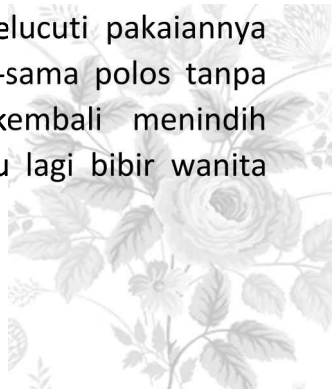 elucuti pakaiannya
-sama polos tanpa
kembali menindih
u lagi bibir wanita